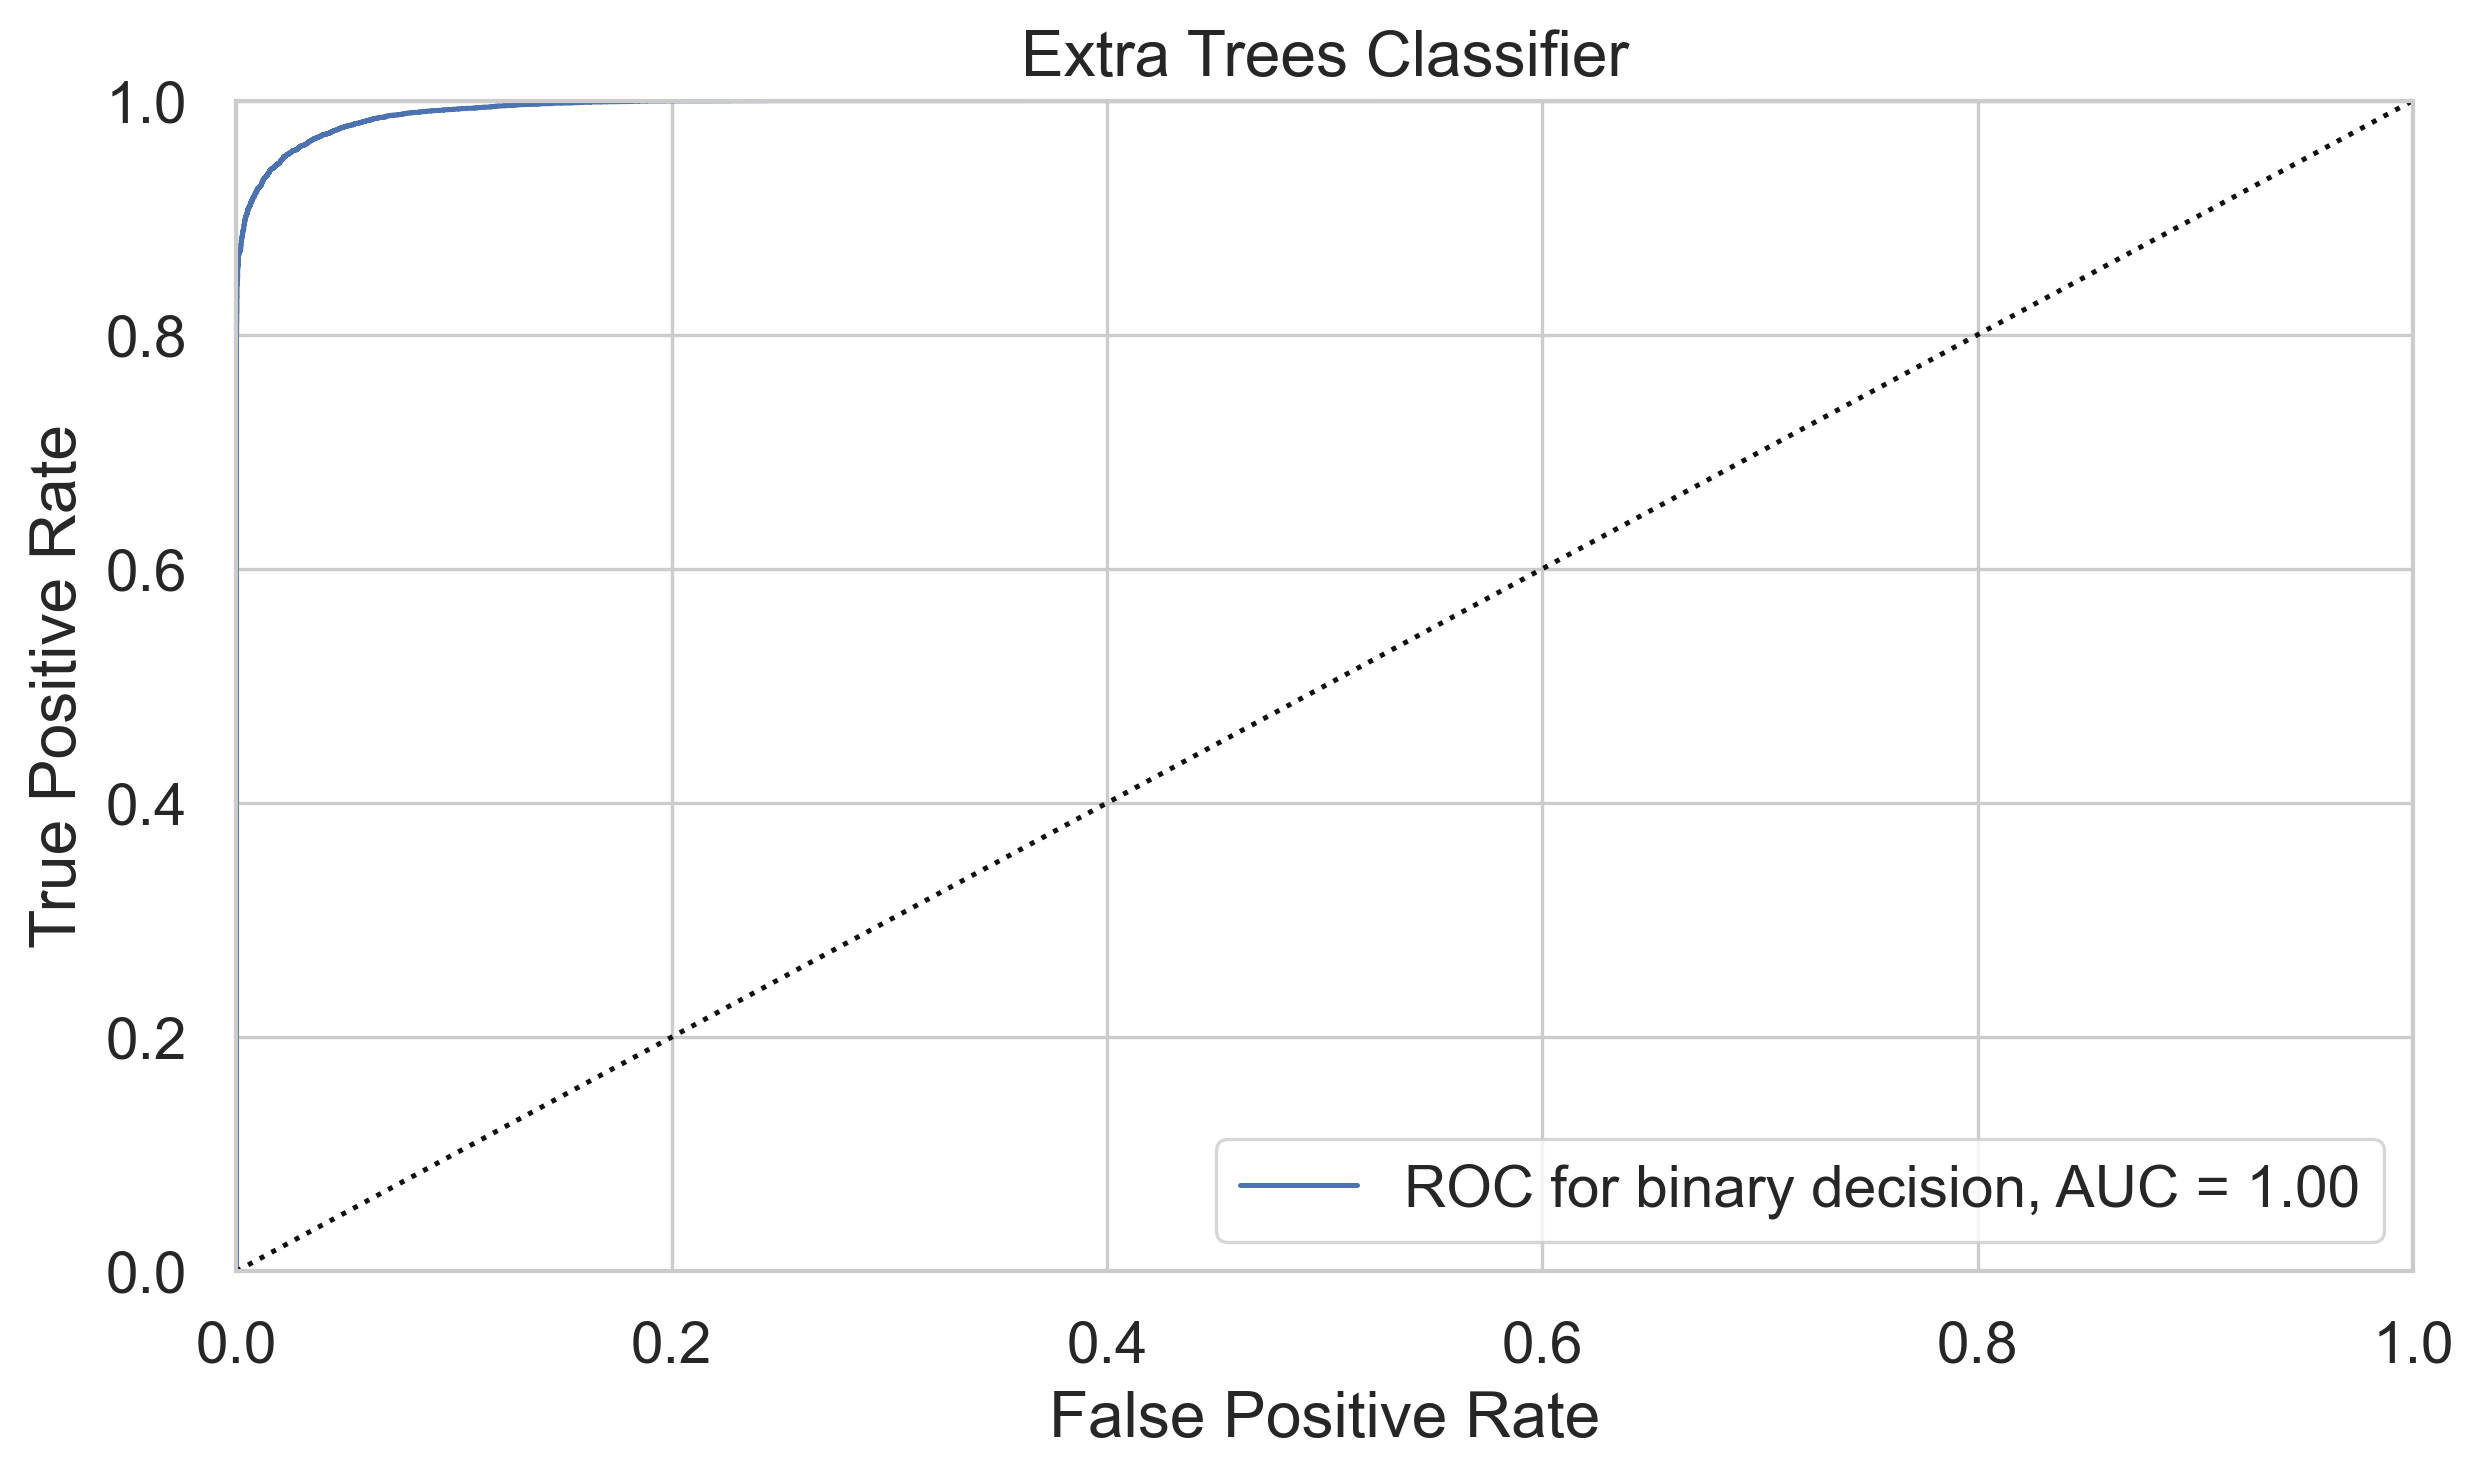 Extra Trees Classifier
1.0
0.8
0.6
0.4
0.2
0.0
True Positive Rate
ROC for binary decision, AUC = 1.00
0.0 0.2 0.4 0.6 0.8 1.0
False Positive Rate